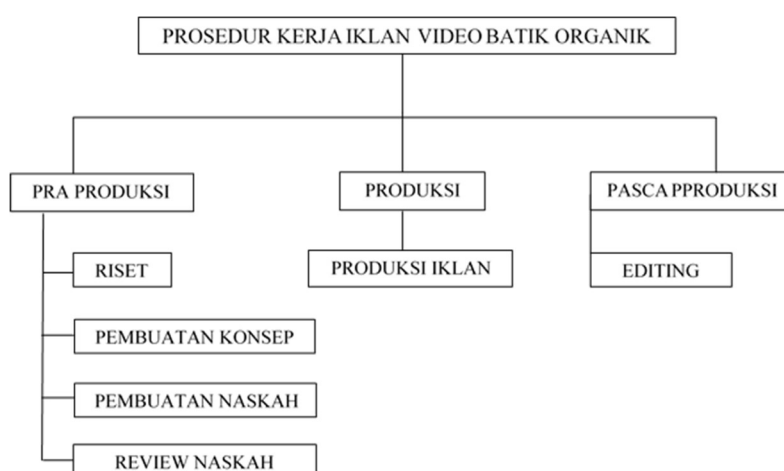 PROSEDUR KERJA IKLAN VIDEO BATIK ORGANIK
PRA PRODUKSI
PRODUKSI
PASCA PPRODUKSI
RISET
PRODUKSI IKLAN
EDITING
PEMBUATAN KONSEP
PEMBUATAN NASKAH
REVIEW NASKAH